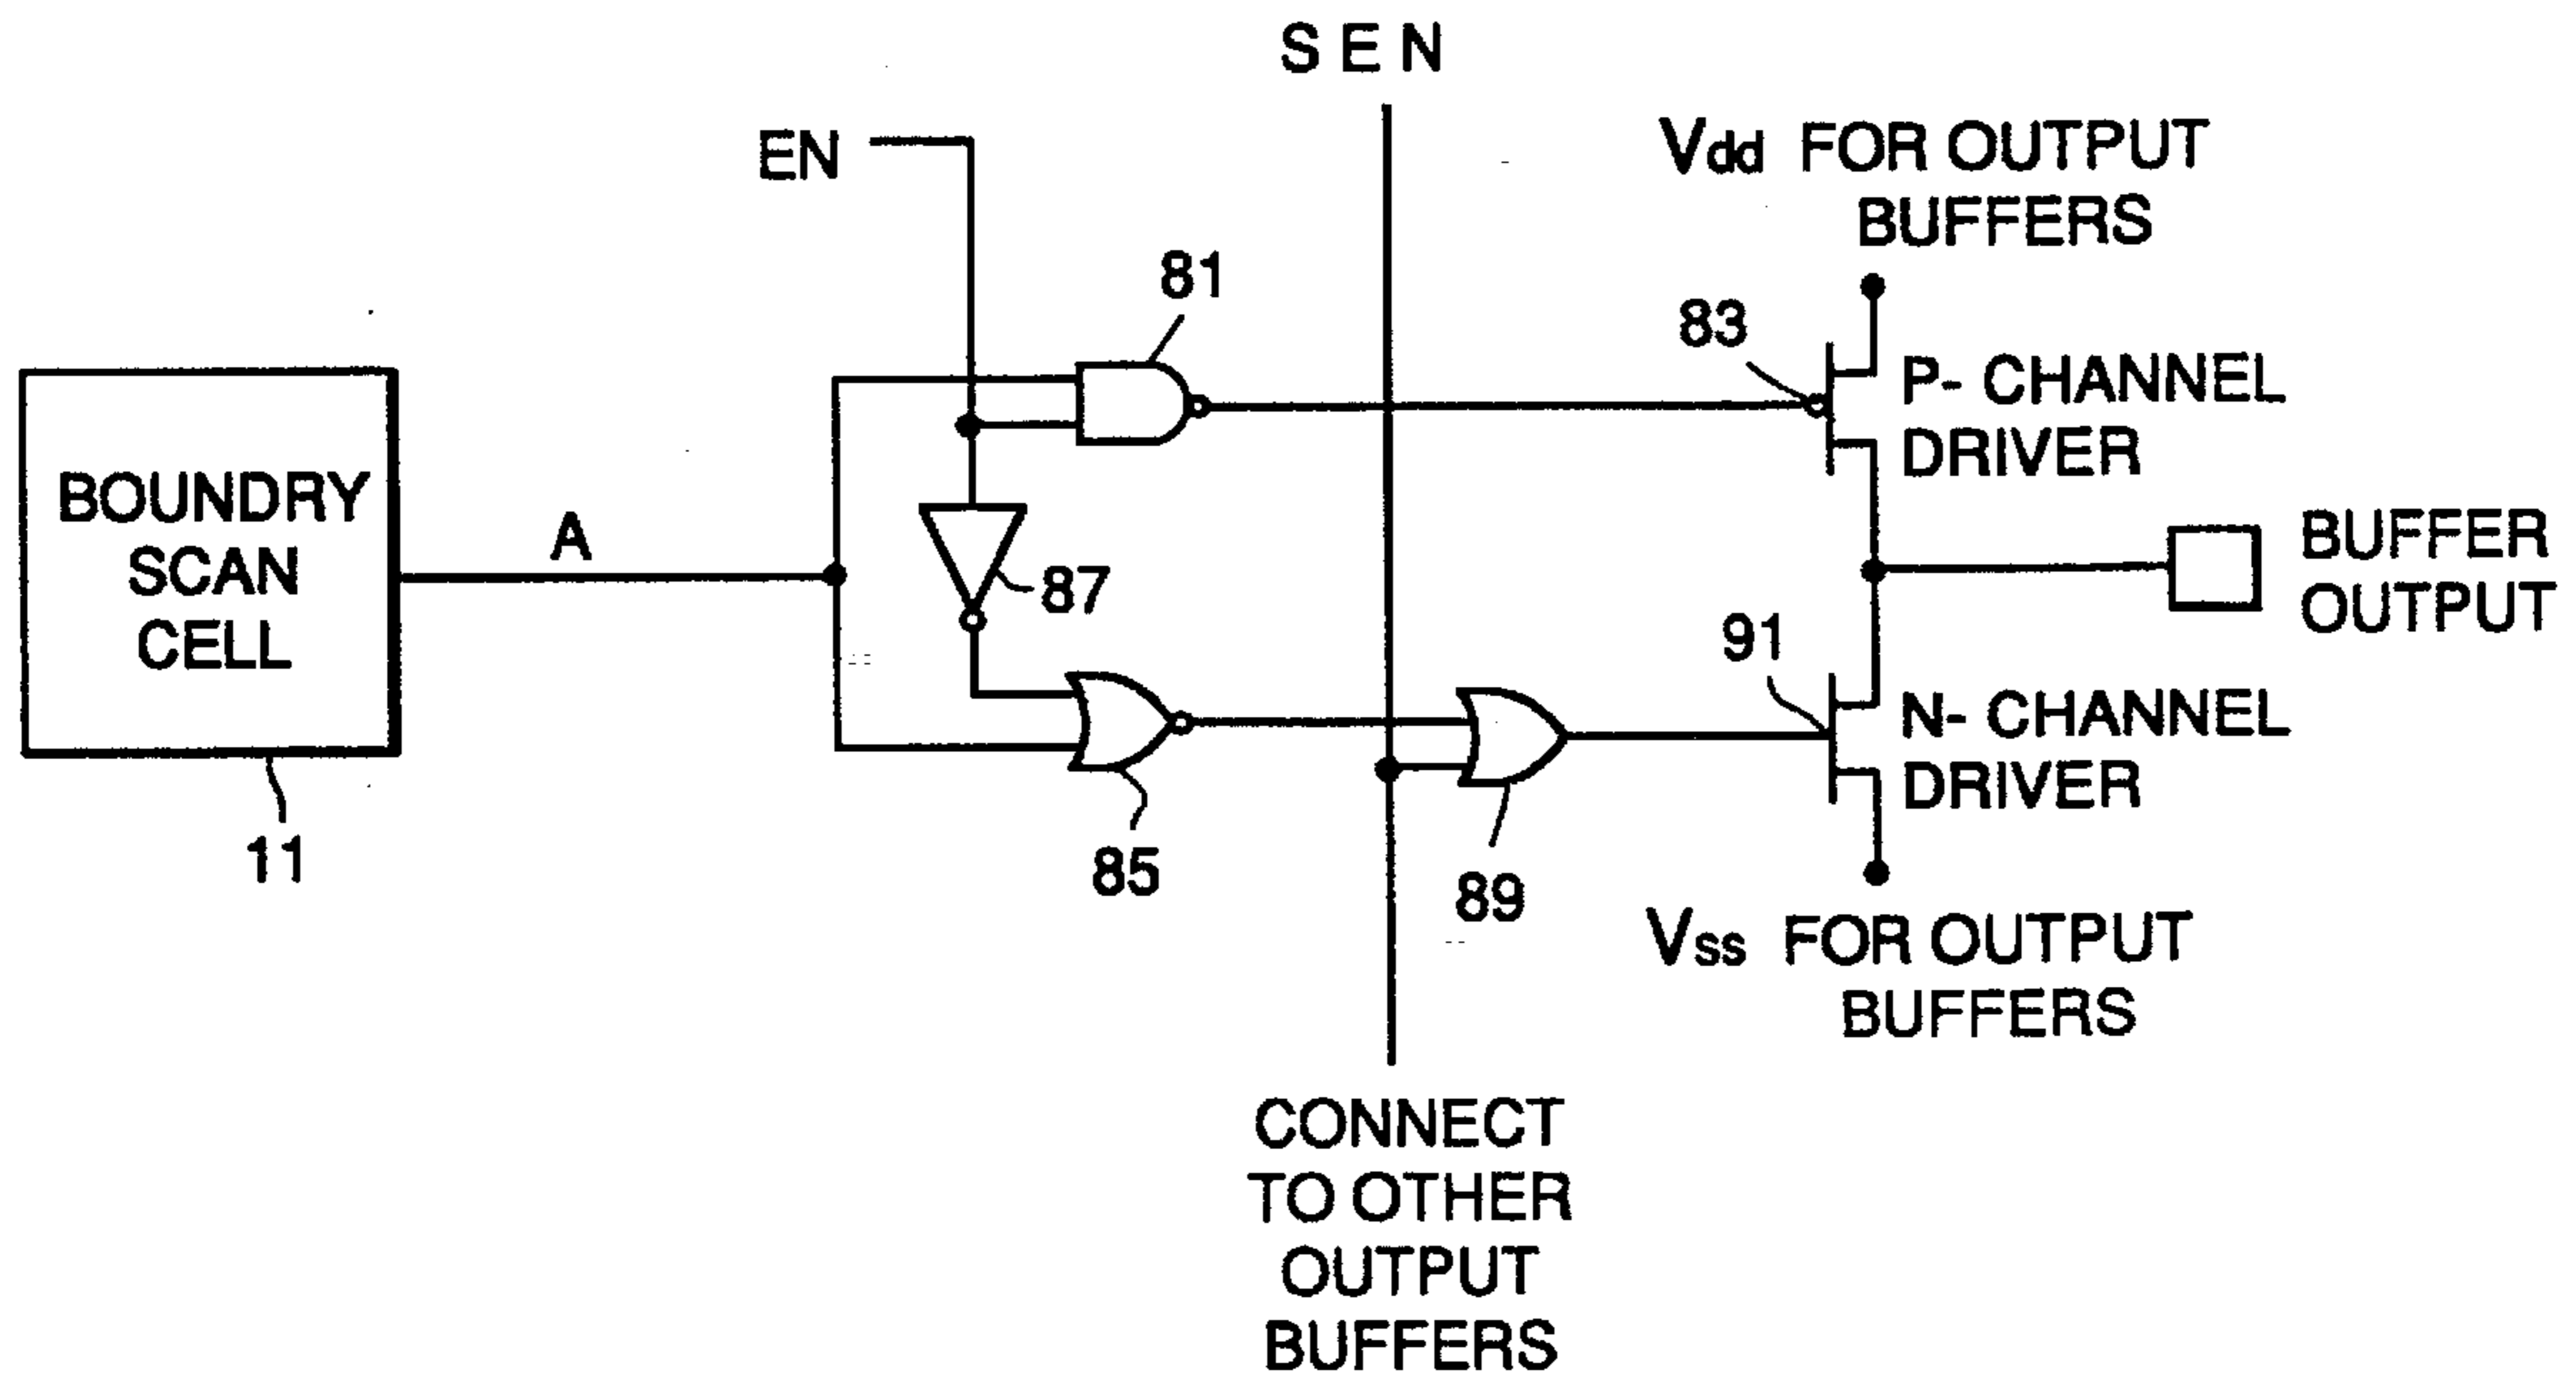 S E N
EN
Vdd FOR OUTPUT
BUFFERS
81
83
P- CHANNEL
DRIVER
BOUNDRY
SCAN
CELL
A
87
BUFFER
OUTPUT
91
N- CHANNEL
DRIVER
11
85
89
Vss FOR OUTPUT
BUFFERS
CONNECT
TO OTHER
OUTPUT
BUFFERS